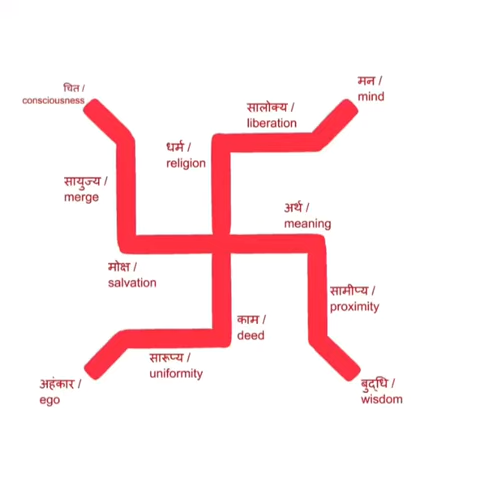 चित /
consciousness
मन /
mind
सालोक्य /
liberation
धर्म /
religion
सायुज्य /
merge
अर्थ /
meaning
मोक्ष /
salvation
सामीप्य /
proximity
काम /
deed
सारूप्य /
uniformity
अहंकार /
ego
बुद्धि /
wisdom